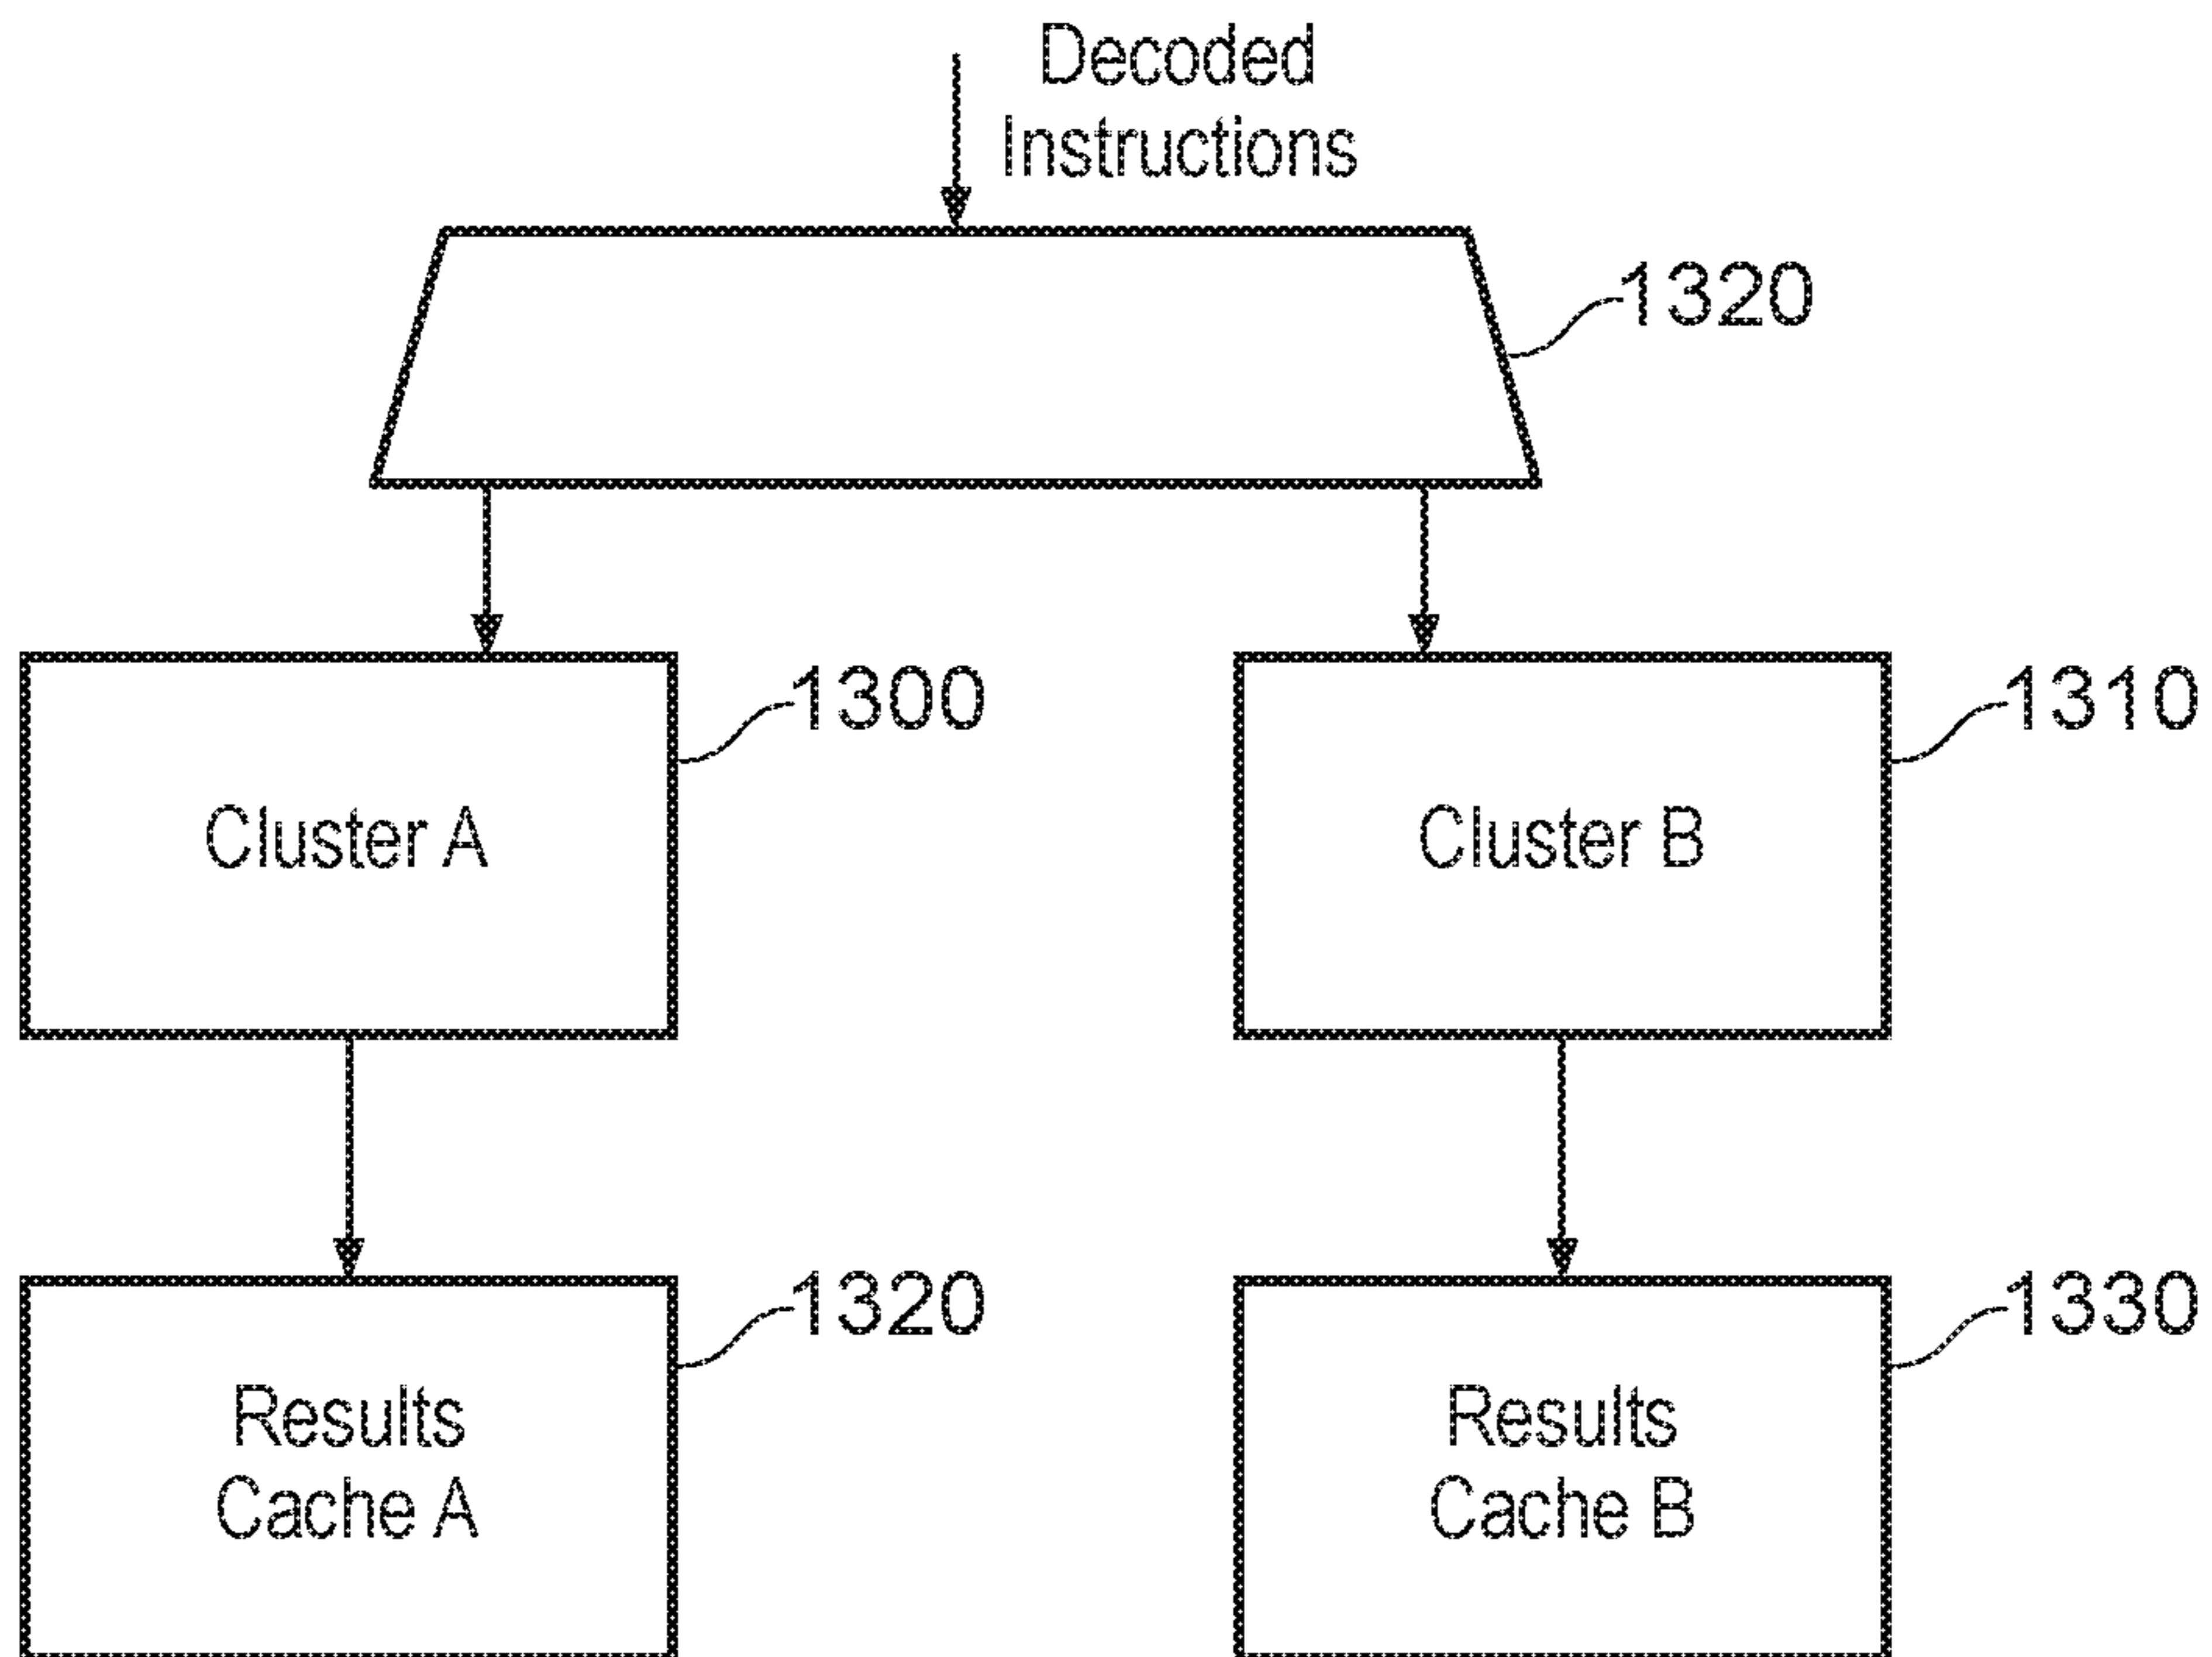 Decoded
Instructions
1320
1300
1310
Cluster A
Cluster B
1320
1330
Results
Cache A
Results
Cache B